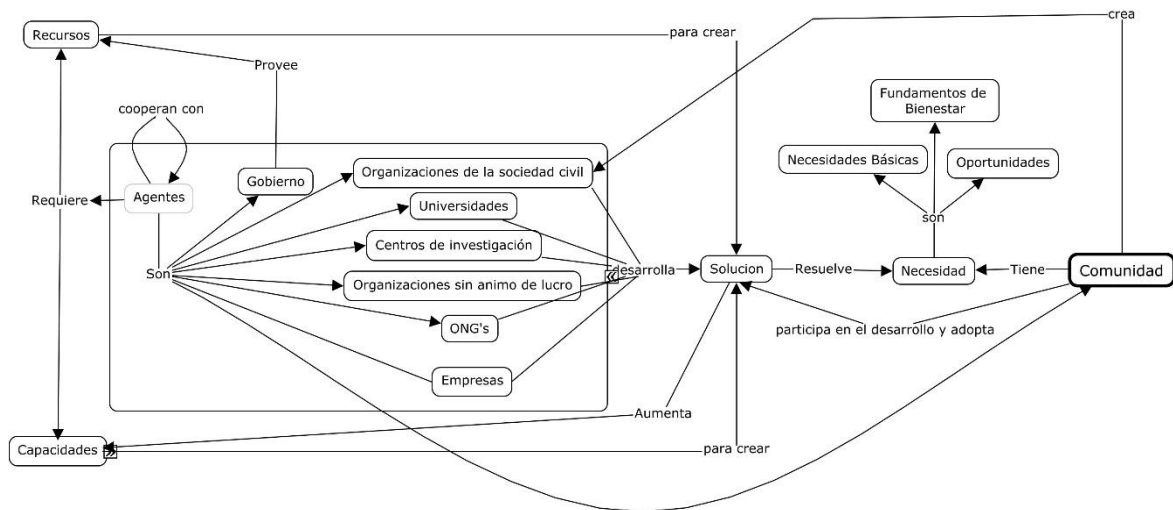 crea
Recursos
para crear
Provee
Fundamentos de
Bienestar
cooperan con
Necesidades Básicas
Oportunidades
Organizaciones de la sociedad civil
Gobierno
Agentes
Requiere
Universidades
son
Centros de investigación
Son
desarrolla
Solucion
Resuelve
Necesidad
Tiene
Comunidad
Organizaciones sin animo de lucro
ONG's
participa en el desarrollo y adopta
Empresas
Aumenta
Capacidades
para crear